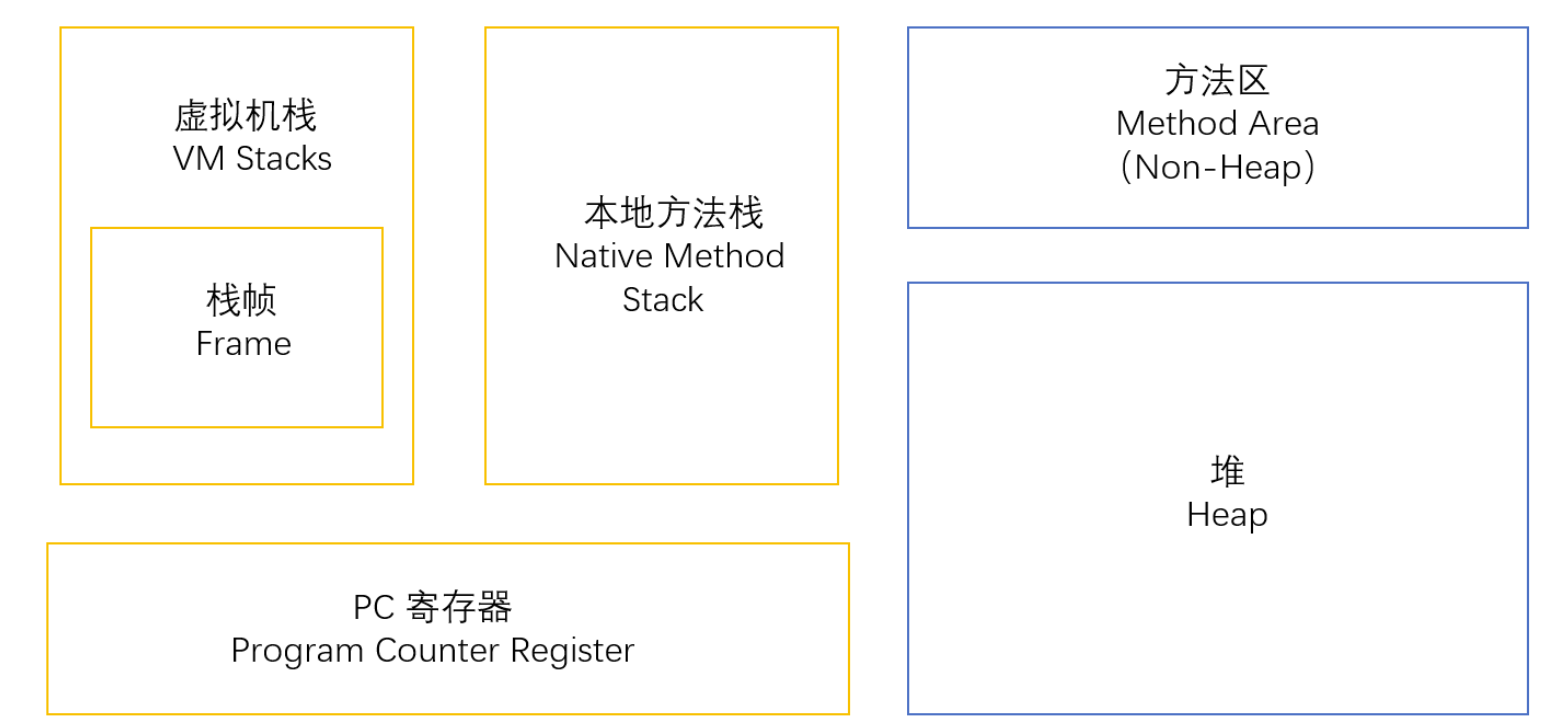 虚拟机栈
VM Stacks
栈帧
Frame
本地方法栈
Native Method
Stack
方法区
Method Area
（Non-Heap）
堆
Heap
PC 寄存器
Program Counter Register